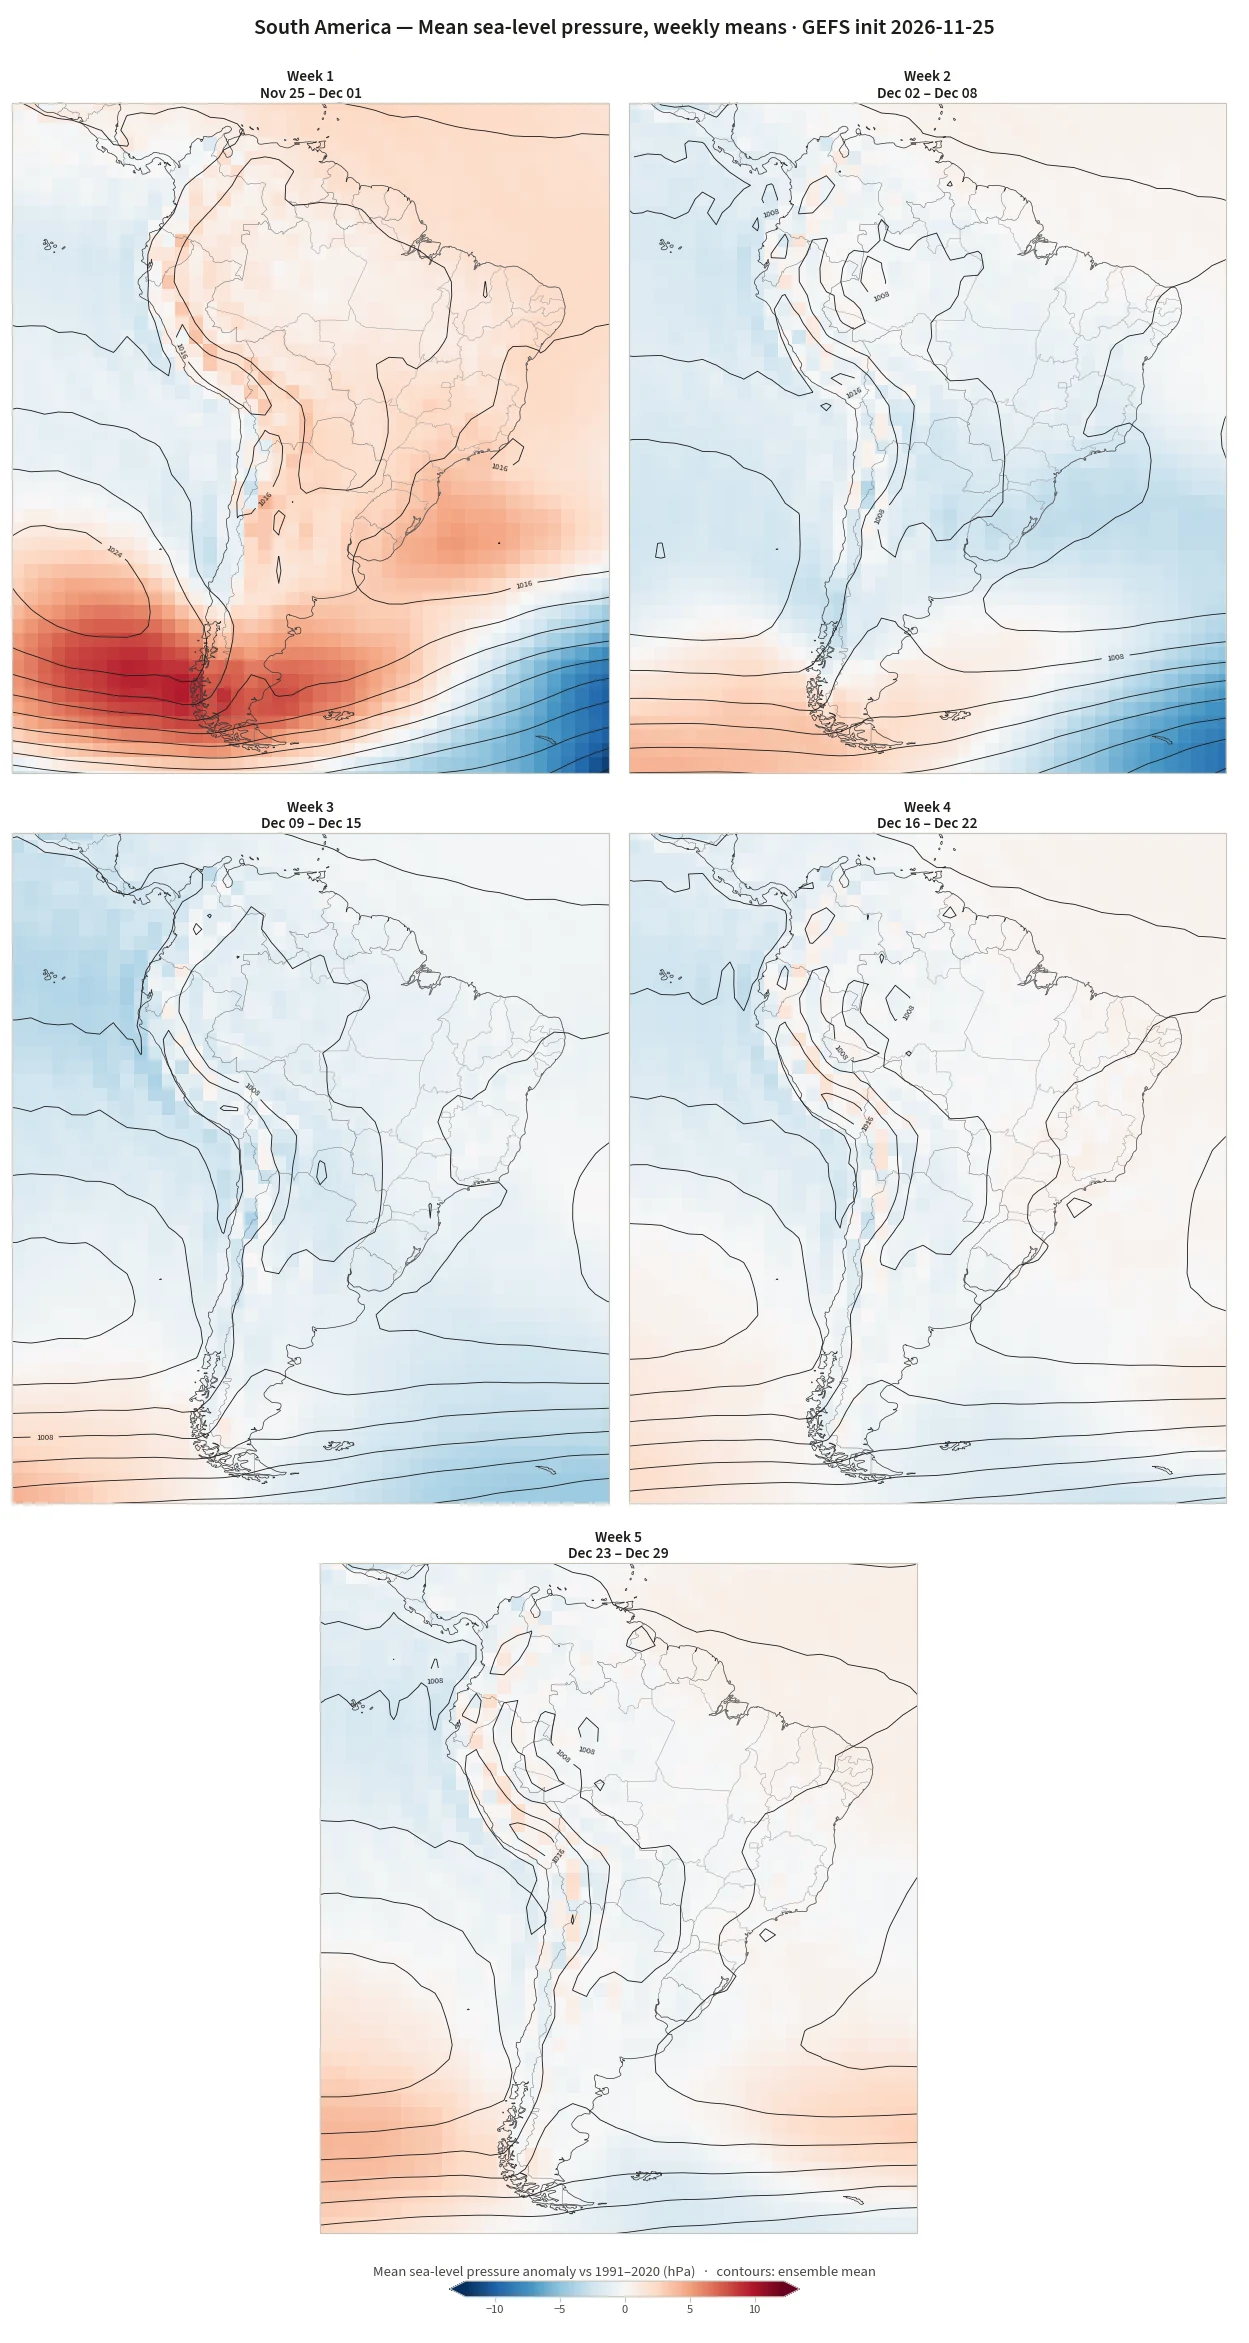 South America — Mean sea-level pressure, weekly means · GEFS init 2026-11-25
Week 1
Nov 25 – Dec 01
1016
1016
1016
1024
1016
Week 2
Dec 02 – Dec 08
1008
1008
1016
1008
1008
Week 3
Dec 09 – Dec 15
1008
1008
Week 4
Dec 16 – Dec 22
1008
1008
1016
Week 5
Dec 23 – Dec 29
1008
1008
1008
1016
Mean sea-level pressure anomaly vs 1991–2020 (hPa) · contours: ensemble mean
−10 −5 0 5 10